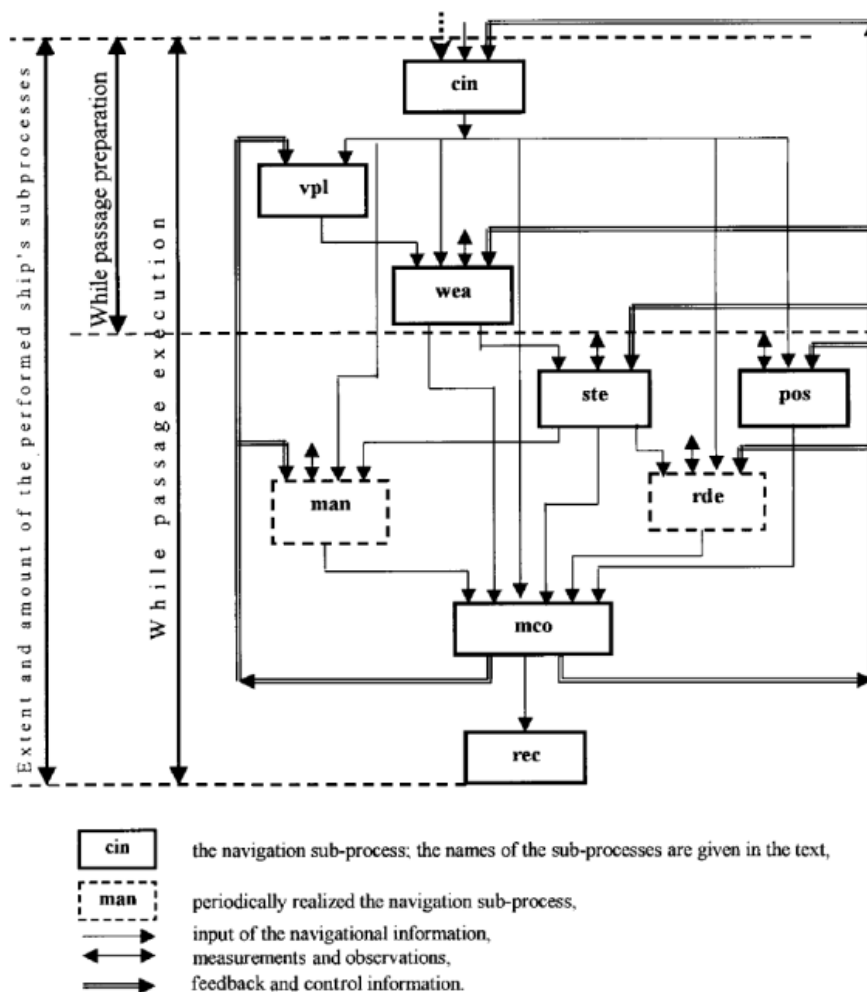 Extent and amount of the performed ship's subprocesses
While passage preparation
While passage execution
cin
vpl
wea
ste
pos
man
rde
mco
rec
cin
the navigation sub-process; the names of the sub-processes are given in the text,
man
periodically realized the navigation sub-process,
input of the navigational information,
measurements and observations,
feedback and control information.